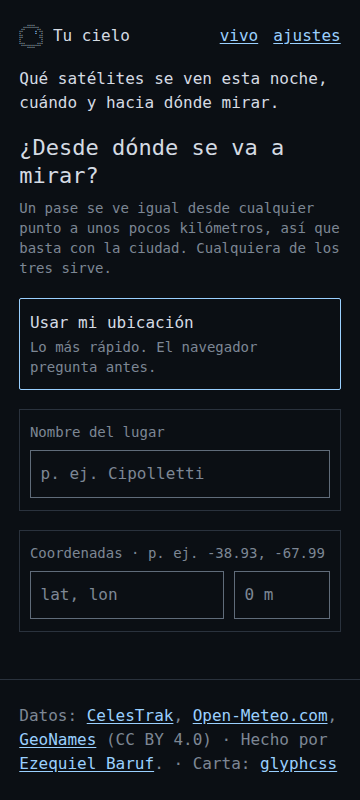 Tu cielo vivo ajustes
Qué satélites se ven esta noche,
cuándo y hacia dónde mirar.
¿Desde dónde se va a
mirar?
Un pase se ve igual desde cualquier
punto a unos pocos kilómetros, así que
basta con la ciudad. Cualquiera de los
tres sirve.
Usar mi ubicación
Lo más rápido. El navegador
pregunta antes.
Nombre del lugar
p. ej. Cipolletti
Coordenadas · p. ej. -38.93, -67.99
lat, lon 0 m
Datos: CelesTrak, Open-Meteo.com,
GeoNames (CC BY 4.0) · Hecho por
Ezequiel Baruf. · Carta: glyphcss